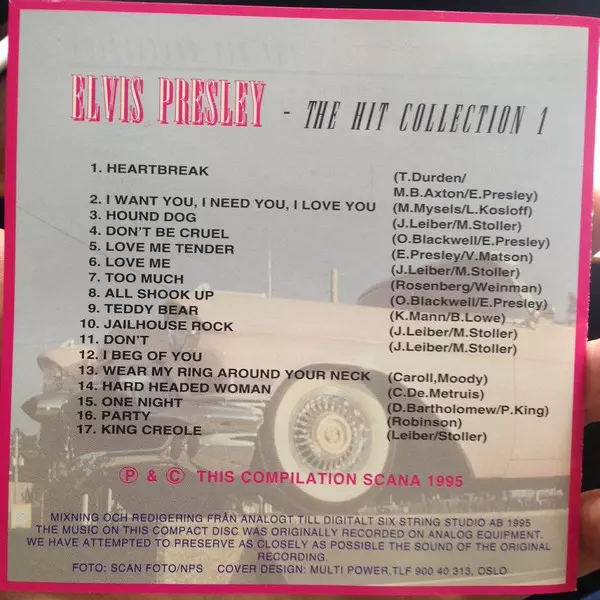 ELVIS PRESLEY - THE HIT COLLECTION 1
1. HEARTBREAK (T.Durden/
M.B.Axton/E.Presley)
2. I WANT YOU, I NEED YOU, I LOVE YOU (M.Mysels/L.Kosloff)
3. HOUND DOG (J.Leiber/M.Stoller)
4. DON'T BE CRUEL (O.Blackwell/E.Presley)
5. LOVE ME TENDER (E.Presley/V.Matson)
6. LOVE ME (J.Leiber/M.Stoller)
7. TOO MUCH (Rosenberg/Weinman)
8. ALL SHOOK UP (O.Blackwell/E.Presley)
9. TEDDY BEAR (K.Mann/B.Lowe)
10. JAILHOUSE ROCK (J.Leiber/M.Stoller)
11. DON'T (J.Leiber/M.Stoller)
12. I BEG OF YOU
13. WEAR MY RING AROUND YOUR NECK (Caroll,Moody)
14. HARD HEADED WOMAN (C.De.Metruis)
15. ONE NIGHT (D.Bartholomew/P.King)
16. PARTY (Robinson)
17. KING CREOLE (Leiber/Stoller)
Ⓟ & © THIS COMPILATION SCANA 1995
MIXNING OCH REDIGERING FRÄN ANALOGT TILL DIGITALT SIX STRING STUDIO AB 1995
THE MUSIC ON THIS COMPACT DISC WAS ORIGINALLY RECORDED ON ANALOG EQUIPMENT.
WE HAVE ATTEMPTED TO PRESERVE AS CLOSELY AS POSSIBLE THE SOUND OF THE ORIGINAL
RECORDING.
FOTO: SCAN FOTO/NPS COVER DESIGN: MULTI POWER,TLF 900 40 313, OSLO